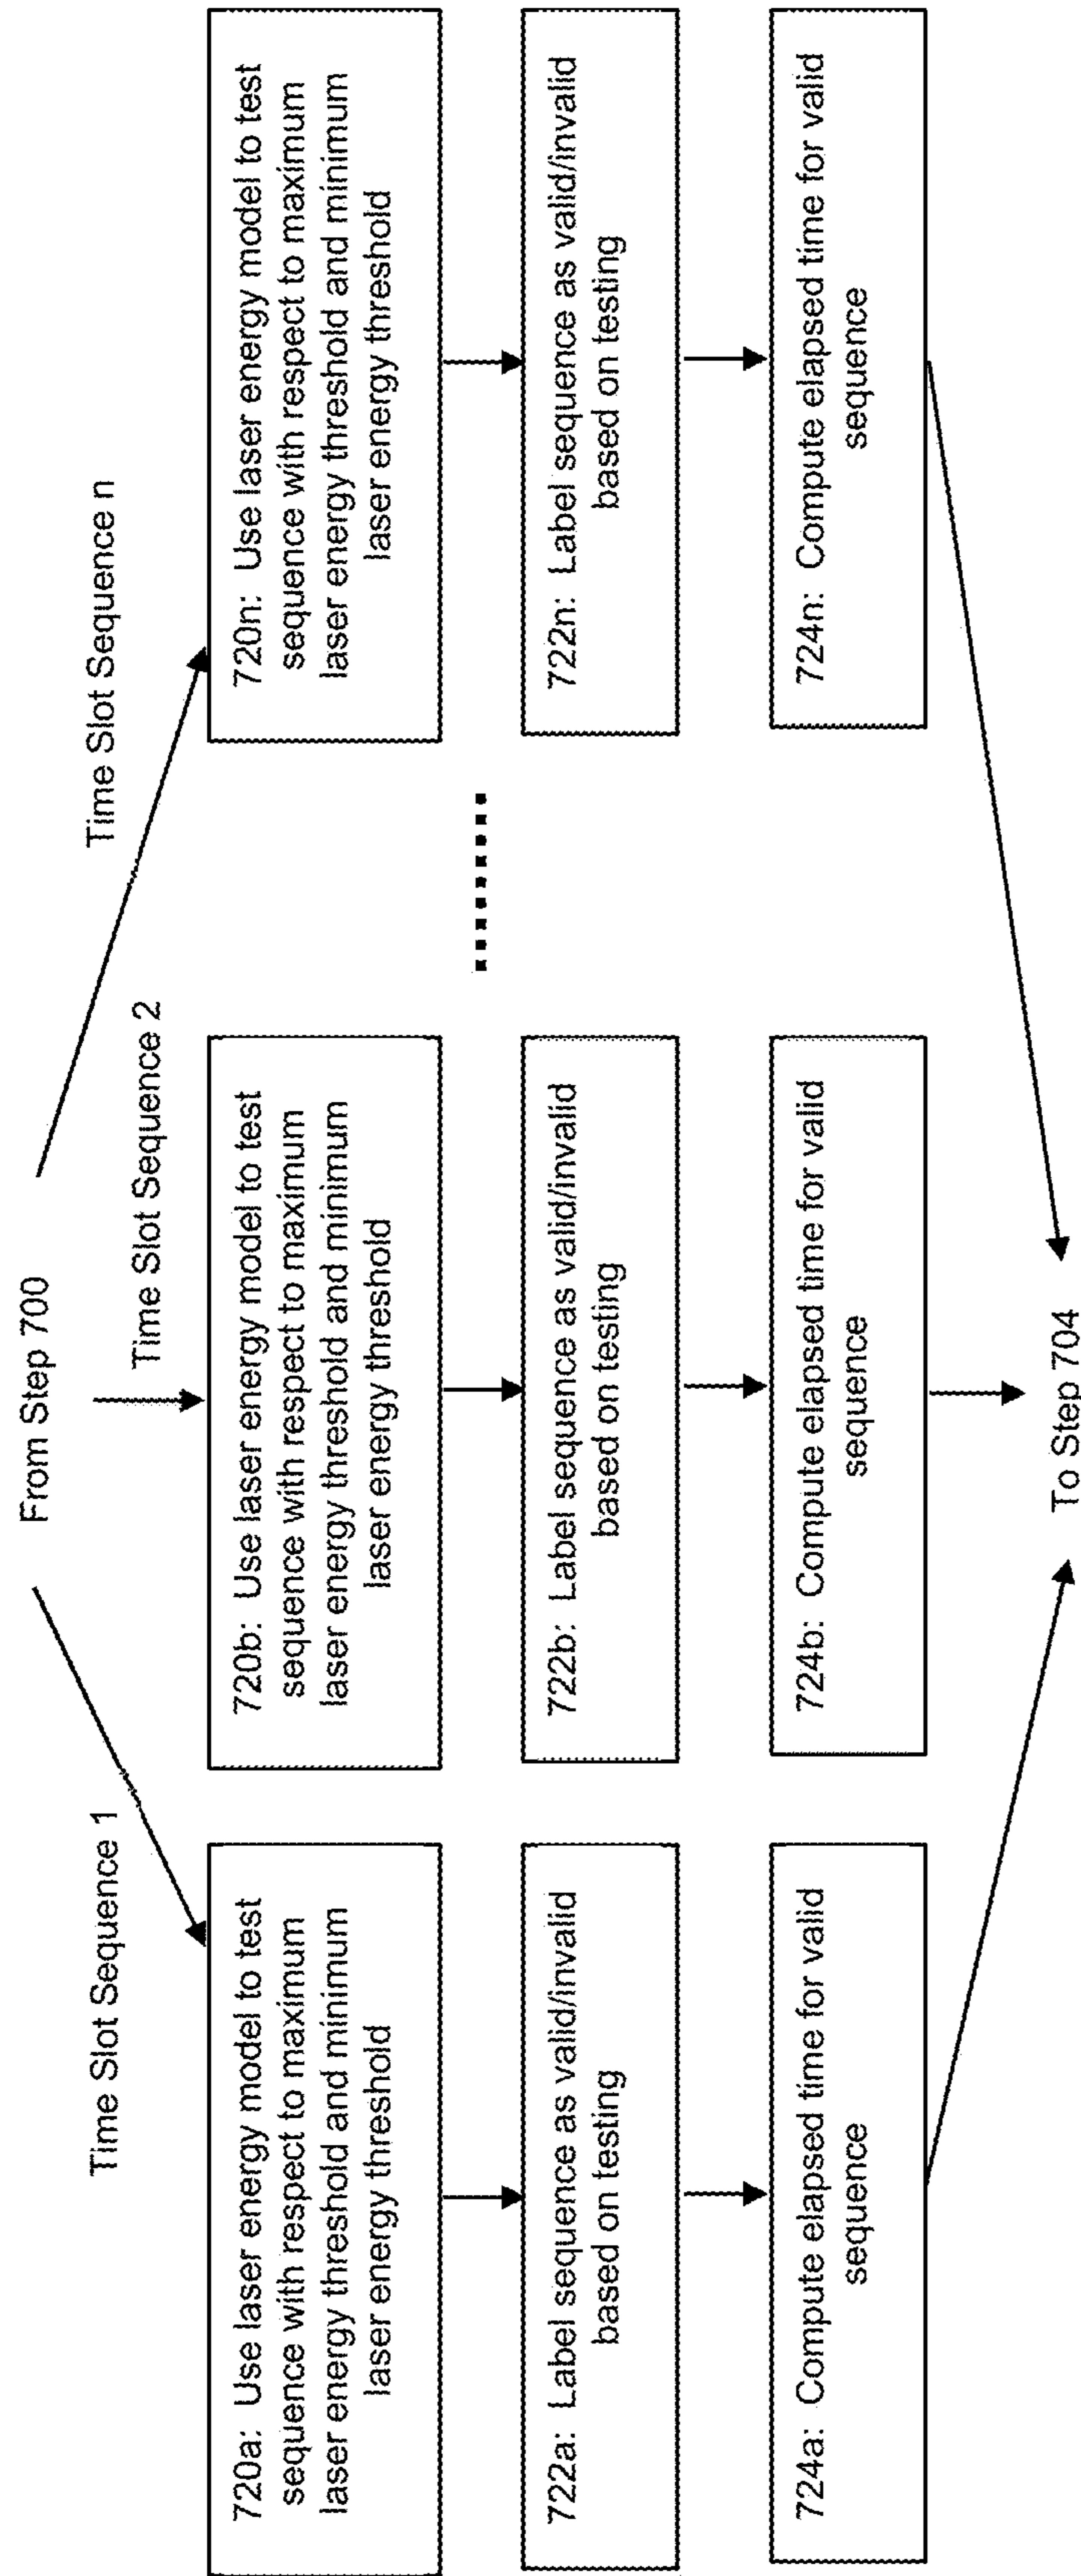 From Step 700
Time Slot Sequence 1
Time Slot Sequence 2
Time Slot Sequence n
720a: Use laser energy model to test
sequence with respect to maximum
laser energy threshold and minimum
laser energy threshold
722a: Label sequence as valid/invalid
based on testing
724a: Compute elapsed time for valid
sequence
720b: Use laser energy model to test
sequence with respect to maximum
laser energy threshold and minimum
laser energy threshold
722b: Label sequence as valid/invalid
based on testing
724b: Compute elapsed time for valid
sequence
720n: Use laser energy model to test
sequence with respect to maximum
laser energy threshold and minimum
laser energy threshold
722n: Label sequence as valid/invalid
based on testing
724n: Compute elapsed time for valid
sequence
To Step 704